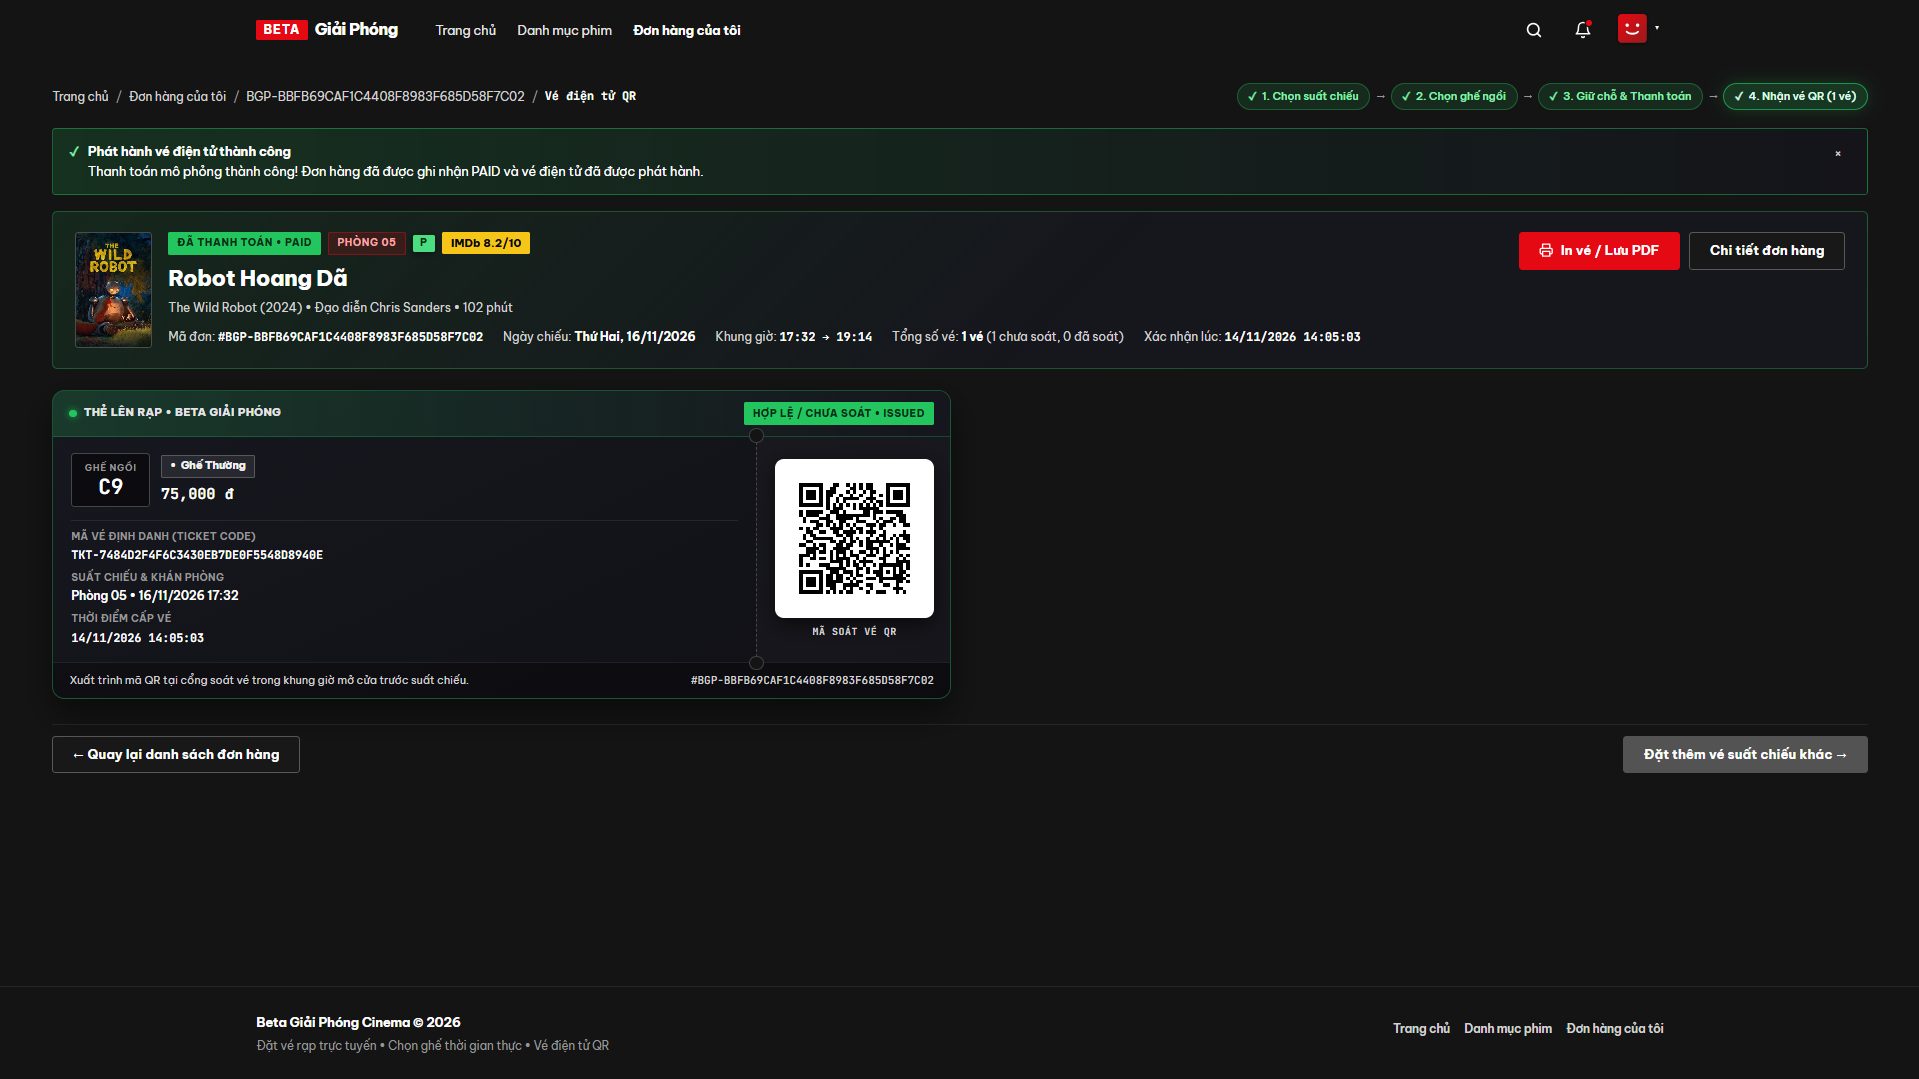 BETA Giải Phóng Trang chủ Danh mục phim Đơn hàng của tôi
Trang chủ / Đơn hàng của tôi / BGP-BBFB69CAF1C4408F8983F685D58F7C02 / Vé điện tử QR
✓ 1. Chọn suất chiếu → ✓ 2. Chọn ghế ngồi → ✓ 3. Giữ chỗ & Thanh toán → ✓ 4. Nhận vé QR (1 vé)
✓ Phát hành vé điện tử thành công
Thanh toán mô phỏng thành công! Đơn hàng đã được ghi nhận PAID và vé điện tử đã được phát hành.
×
THE
WILD
ROBOT
ĐÃ THANH TOÁN • PAID PHÒNG 05 P IMDb 8.2/10
Robot Hoang Dã
The Wild Robot (2024) • Đạo diễn Chris Sanders • 102 phút
Mã đơn: #BGP-BBFB69CAF1C4408F8983F685D58F7C02 Ngày chiếu: Thứ Hai, 16/11/2026 Khung giờ: 17:32 → 19:14 Tổng số vé: 1 vé (1 chưa soát, 0 đã soát) Xác nhận lúc: 14/11/2026 14:05:03
In vé / Lưu PDF Chi tiết đơn hàng
THẺ LÊN RẠP • BETA GIẢI PHÓNG HỢP LỆ / CHƯA SOÁT • ISSUED
GHẾ NGỒI
C9
• Ghế Thường
75,000 đ
MÃ VÉ ĐỊNH DANH (TICKET CODE)
TKT-7484D2F4F6C3430EB7DE0F5548D8940E
SUẤT CHIẾU & KHÁN PHÒNG
Phòng 05 • 16/11/2026 17:32
THỜI ĐIỂM CẤP VÉ
14/11/2026 14:05:03
MÃ SOÁT VÉ QR
Xuất trình mã QR tại cổng soát vé trong khung giờ mở cửa trước suất chiếu. #BGP-BBFB69CAF1C4408F8983F685D58F7C02
← Quay lại danh sách đơn hàng Đặt thêm vé suất chiếu khác →
Beta Giải Phóng Cinema © 2026
Đặt vé rạp trực tuyến • Chọn ghế thời gian thực • Vé điện tử QR
Trang chủ Danh mục phim Đơn hàng của tôi